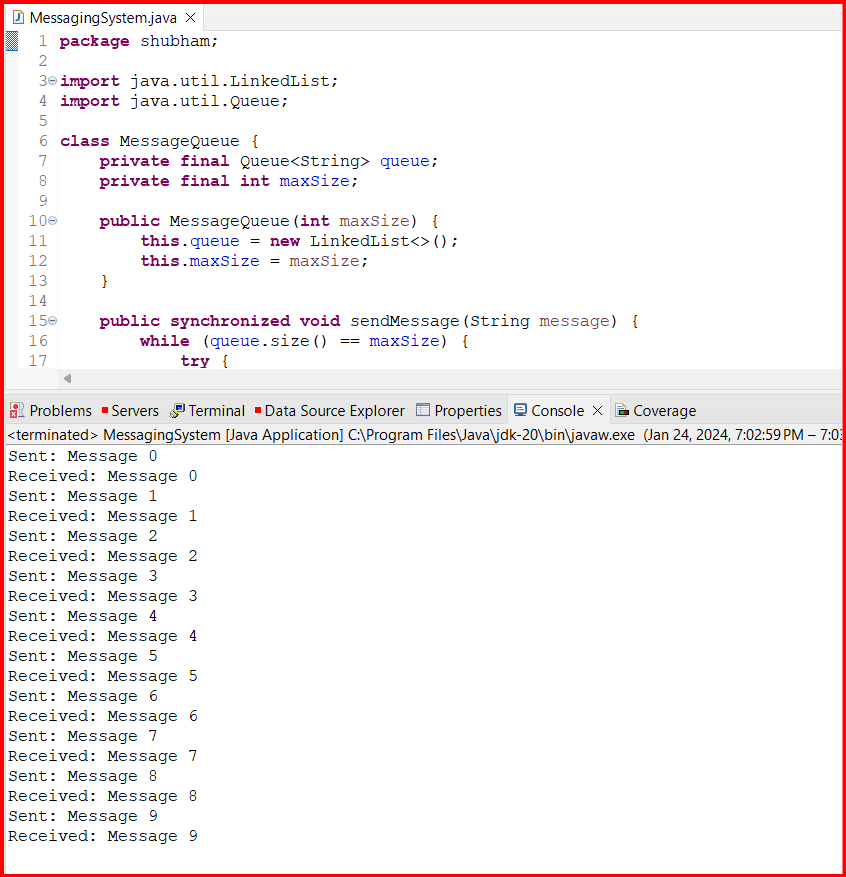 MessagingSystem.java
1 package shubham;
2
3 import java.util.LinkedList;
4 import java.util.Queue;
5
6 class MessageQueue {
7     private final Queue<String> queue;
8     private final int maxSize;
9
10     public MessageQueue(int maxSize) {
11         this.queue = new LinkedList<>();
12         this.maxSize = maxSize;
13     }
14
15     public synchronized void sendMessage(String message) {
16         while (queue.size() == maxSize) {
17             try {
Problems Servers Terminal Data Source Explorer Properties Console Coverage
<terminated> MessagingSystem [Java Application] C:\Program Files\Java\jdk-20\bin\javaw.exe (Jan 24, 2024, 7:02:59 PM – 7:03
Sent: Message 0
Received: Message 0
Sent: Message 1
Received: Message 1
Sent: Message 2
Received: Message 2
Sent: Message 3
Received: Message 3
Sent: Message 4
Received: Message 4
Sent: Message 5
Received: Message 5
Sent: Message 6
Received: Message 6
Sent: Message 7
Received: Message 7
Sent: Message 8
Received: Message 8
Sent: Message 9
Received: Message 9